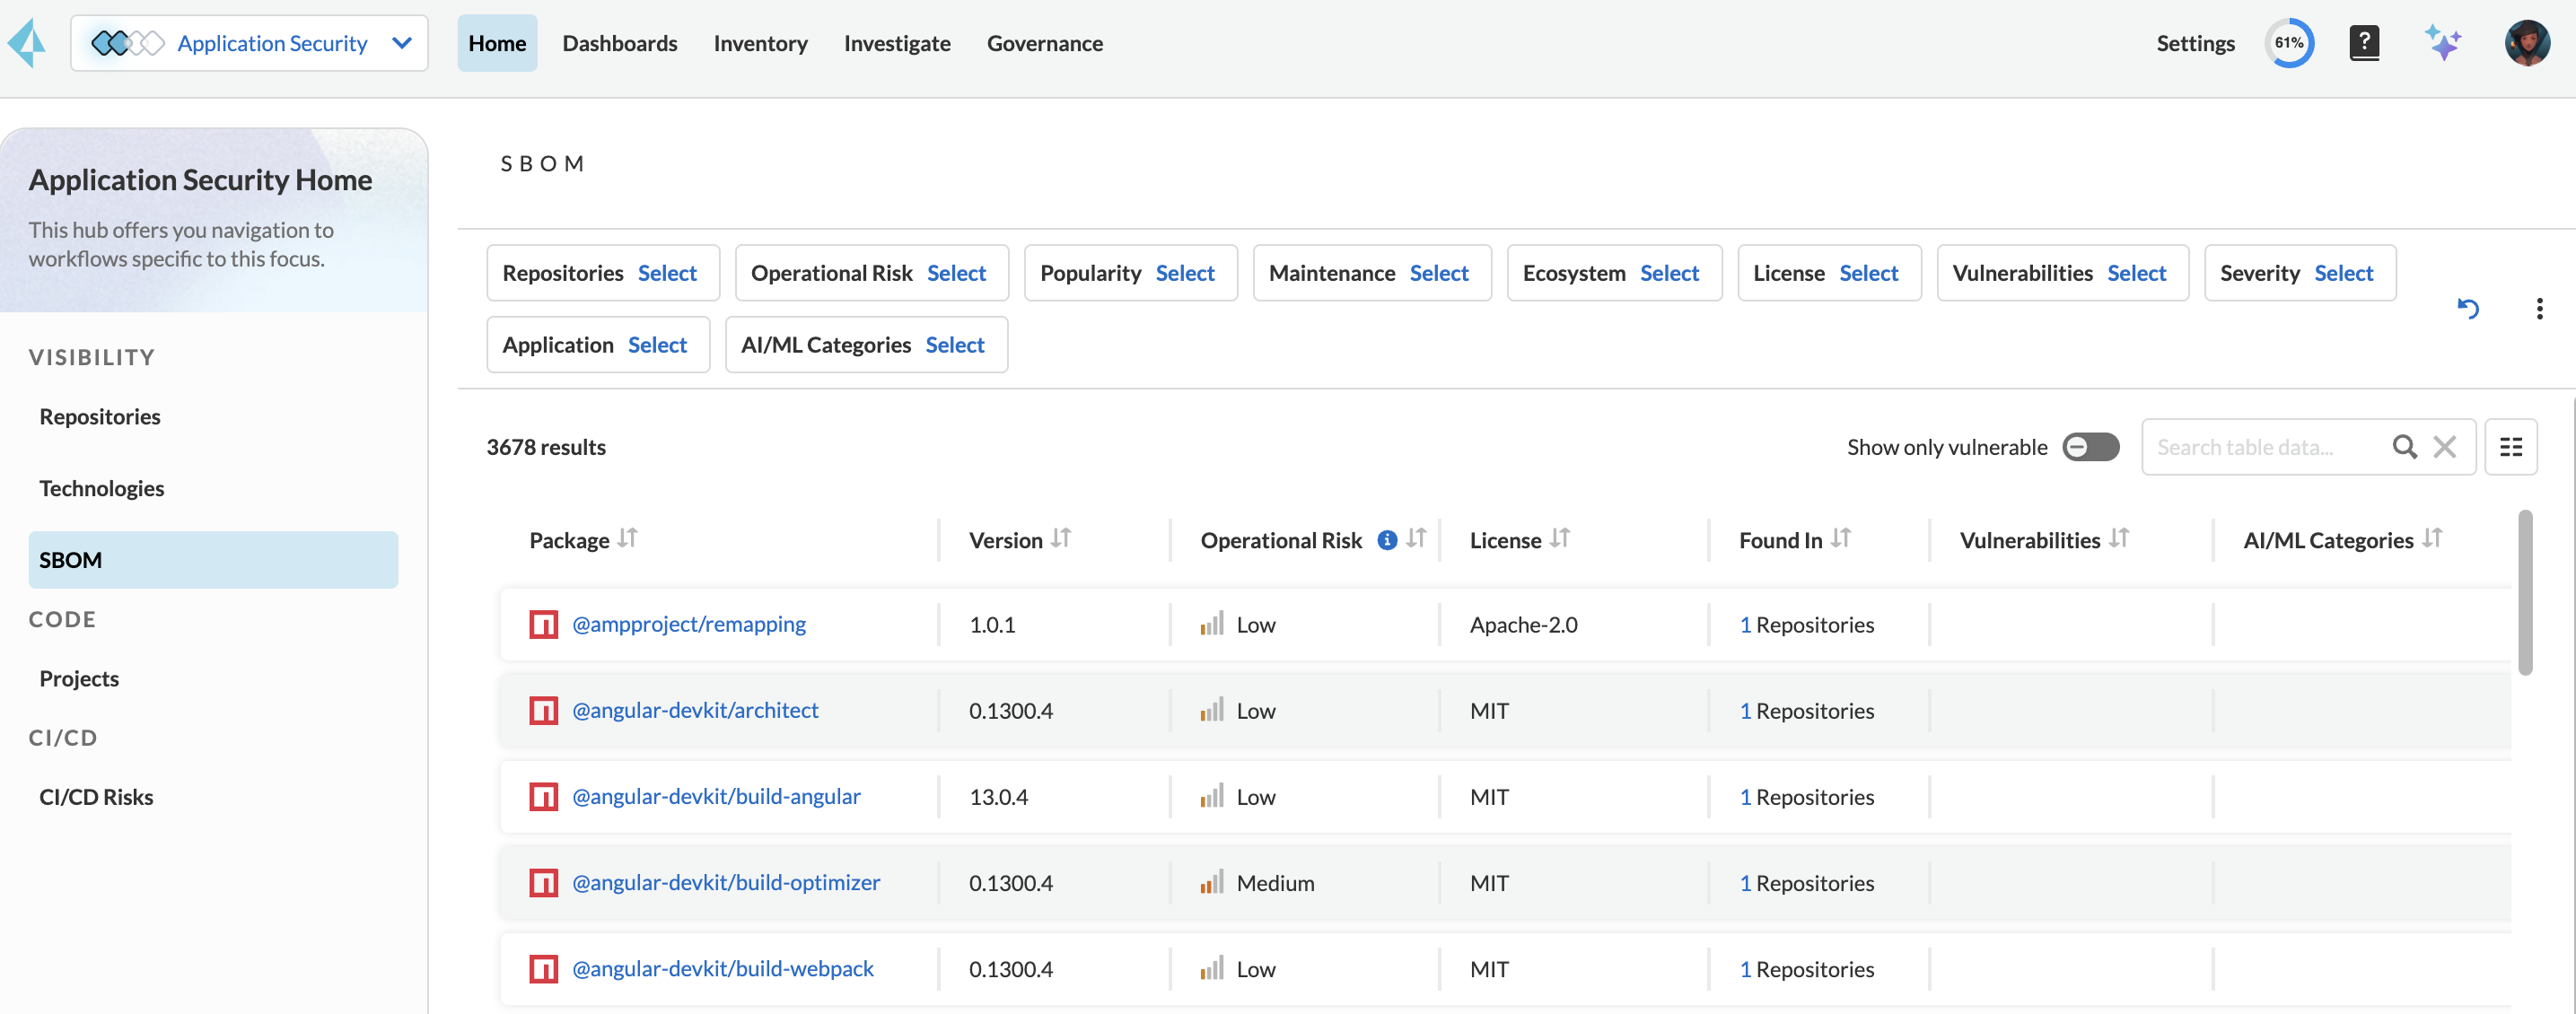 Application Security
Home Dashboards Inventory Investigate Governance
Settings 61% ?
Application Security Home
This hub offers you navigation to
workflows specific to this focus.
VISIBILITY
Repositories
Technologies
SBOM
CODE
Projects
CI/CD
CI/CD Risks
SBOM
Repositories Select Operational Risk Select Popularity Select Maintenance Select Ecosystem Select License Select Vulnerabilities Select Severity Select
Application Select AI/ML Categories Select
3678 results Show only vulnerable Search table data...
Package Version Operational Risk i License Found In Vulnerabilities AI/ML Categories
@ampproject/remapping 1.0.1 Low Apache-2.0 1 Repositories
@angular-devkit/architect 0.1300.4 Low MIT 1 Repositories
@angular-devkit/build-angular 13.0.4 Low MIT 1 Repositories
@angular-devkit/build-optimizer 0.1300.4 Medium MIT 1 Repositories
@angular-devkit/build-webpack 0.1300.4 Low MIT 1 Repositories